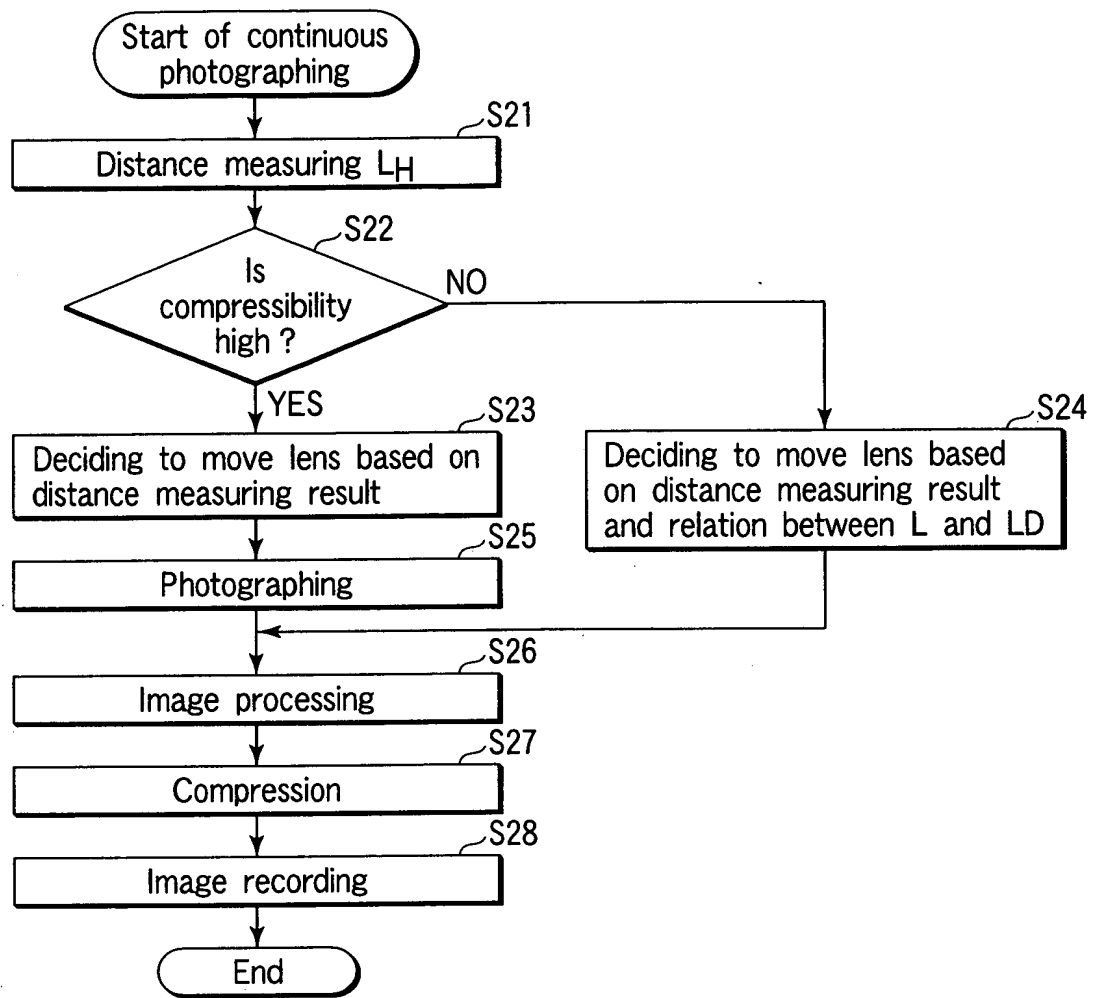 Start of continuous
photographing
S21
Distance measuring LH
S22
Is
compressibility
high ?
NO
YES
S23
Deciding to move lens based on
distance measuring result
S24
Deciding to move lens based
on distance measuring result
and relation between L and LD
S25
Photographing
S26
Image processing
S27
Compression
S28
Image recording
End